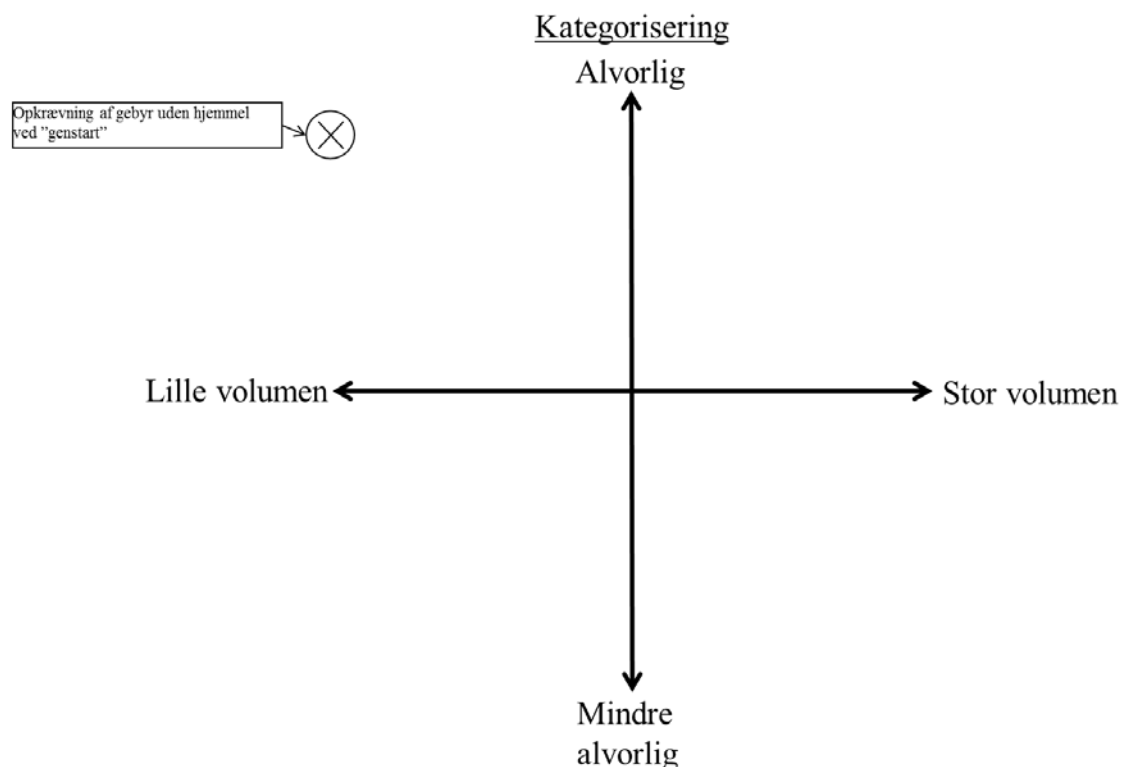 Kategorisering
Alvorlig
Opkrævning af gebyr uden hjemmel
ved ”genstart”
Lille volumen
Stor volumen
Mindre
alvorlig